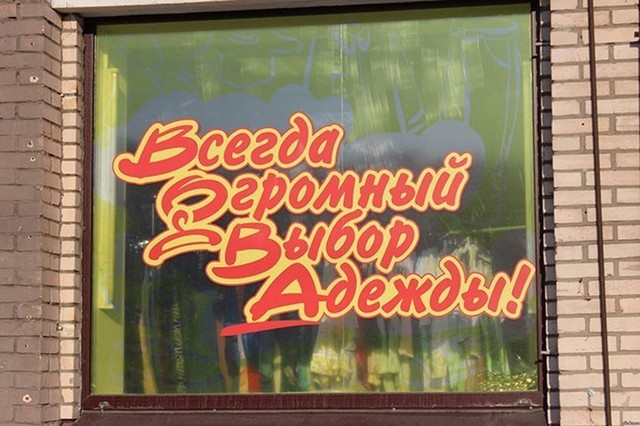 Всегда
Огромный
Выбор
Адежды!